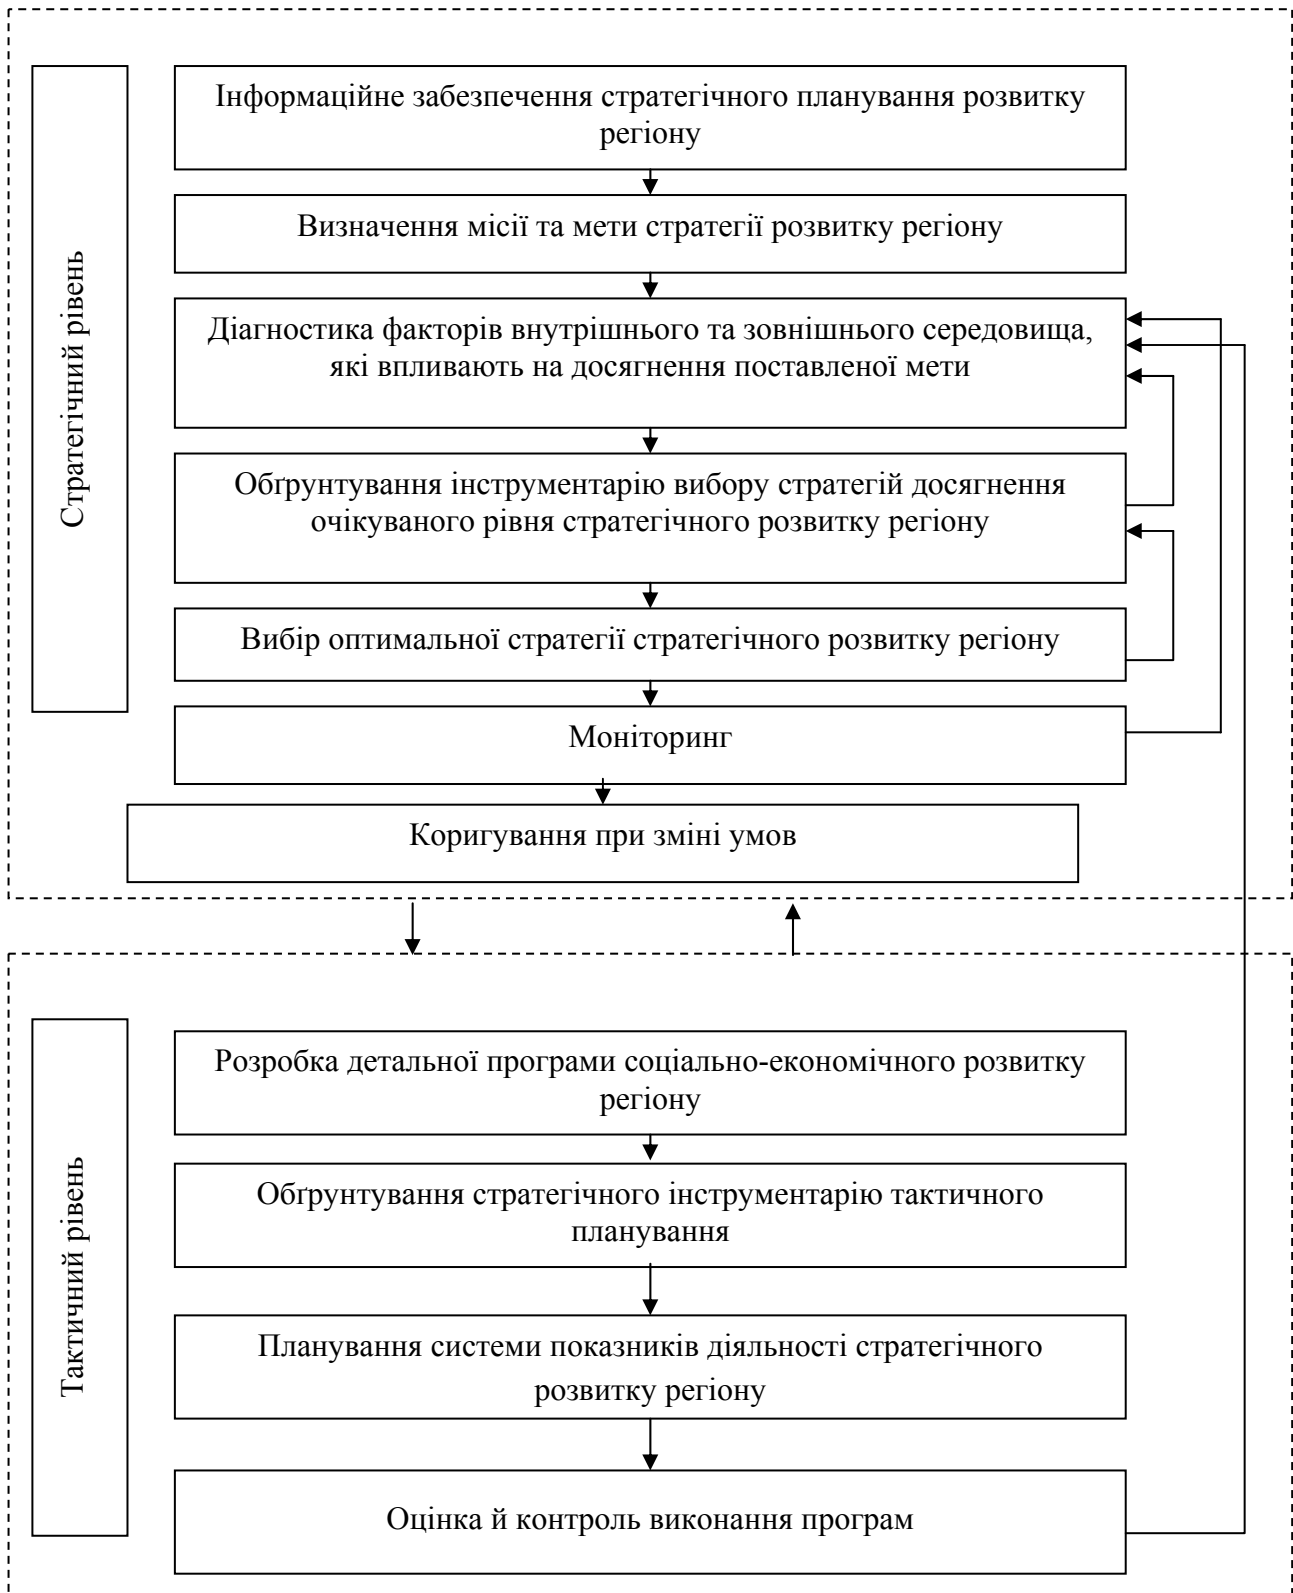 Стратегічний рівень
Інформаційне забезпечення стратегічного планування розвитку
регіону
Визначення місії та мети стратегії розвитку регіону
Діагностика факторів внутрішнього та зовнішнього середовища,
які впливають на досягнення поставленої мети
Обґрунтування інструментарію вибору стратегій досягнення
очікуваного рівня стратегічного розвитку регіону
Вибір оптимальної стратегії стратегічного розвитку регіону
Моніторинг
Коригування при зміні умов
Тактичний рівень
Розробка детальної програми соціально-економічного розвитку
регіону
Обґрунтування стратегічного інструментарію тактичного
планування
Планування системи показників діяльності стратегічного
розвитку регіону
Оцінка й контроль виконання програм